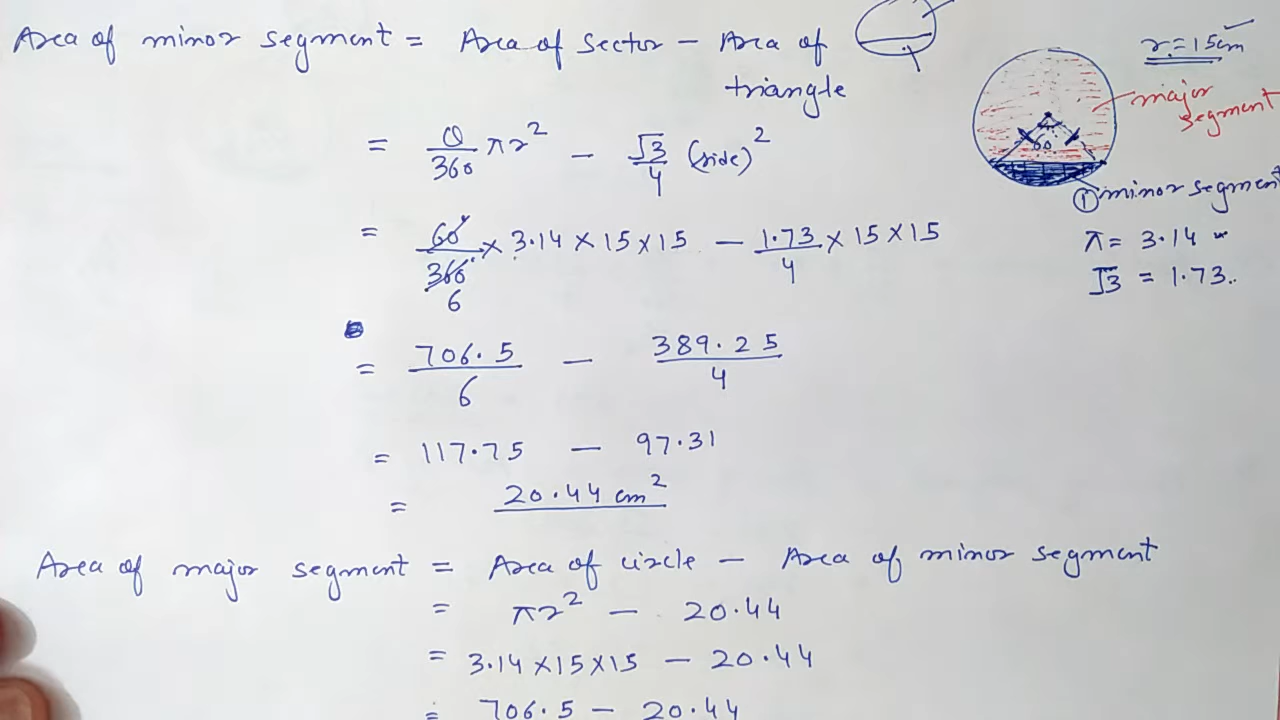 Area of minor segment = Area of sector - Area of triangle
= θ/360 πr² - √3/4 (side)²
= 60/360 × 3.14 × 15 × 15 - 1.73/4 × 15 × 15
6
= 706.5/6 - 389.25/4
= 117.75 - 97.31
= 20.44 cm²
r = 15cm
major segment
60
① minor segment
π = 3.14
√3 = 1.73..
Area of major segment = Area of circle - Area of minor segment
= πr² - 20.44
= 3.14 × 15 × 15 - 20.44
= 706.5 - 20.44